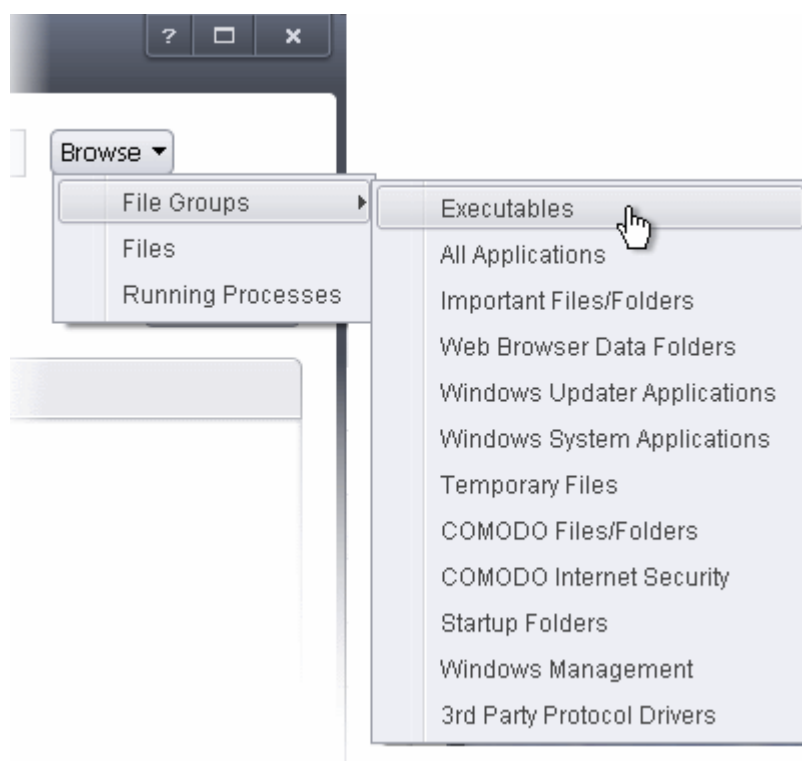 ?
Browse
File Groups
Files
Running Processes
Executables
All Applications
Important Files/Folders
Web Browser Data Folders
Windows Updater Applications
Windows System Applications
Temporary Files
COMODO Files/Folders
COMODO Internet Security
Startup Folders
Windows Management
3rd Party Protocol Drivers